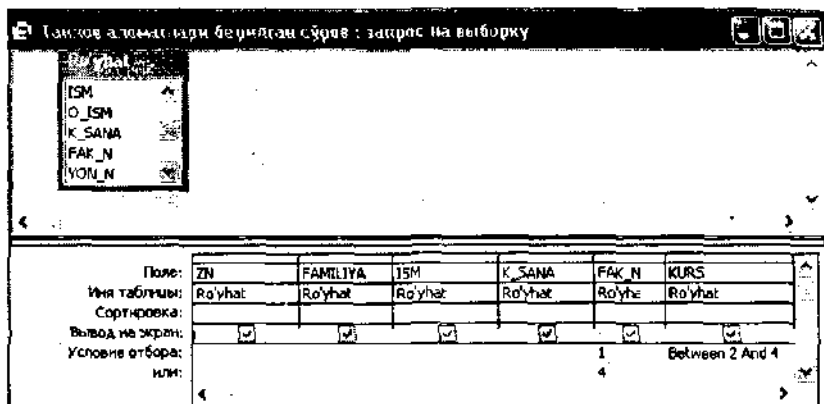 Танлов аломатлари берилган сўров : запрос на выборку
Ro'yhat
ISM
O_ISM
K_SANA
FAK_N
YON_N
Поле: ZN FAMILIYA ISM K_SANA FAK_N KURS
Имя таблицы: Ro'yhat Ro'yhat Ro'yhat Ro'yhat Ro'yha Ro'yhat
Сортировка:
Вывод на экран:
Условие отбора: 1 Between 2 And 4
или: 4